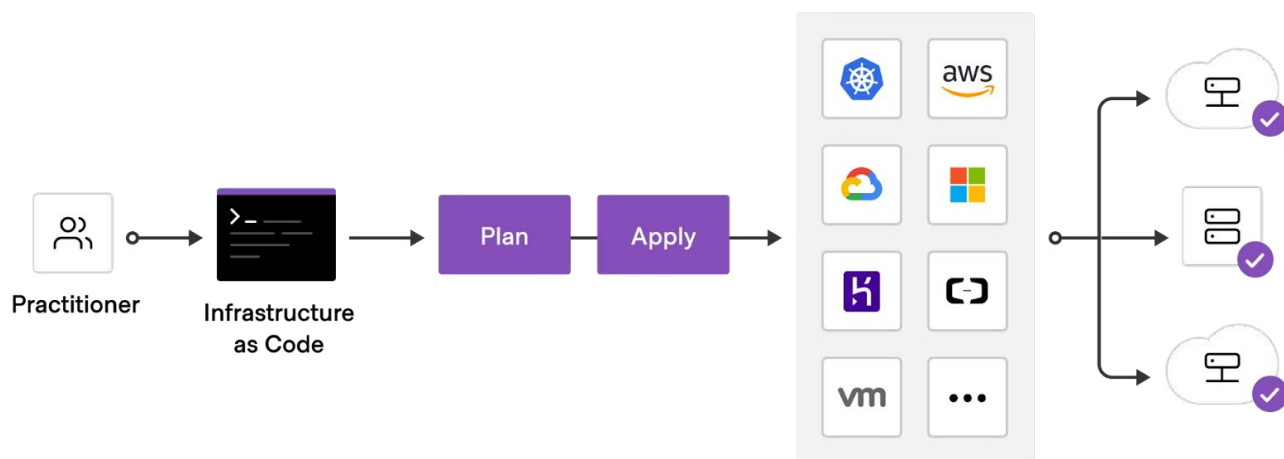 Practitioner
>_
Infrastructure
as Code
Plan
Apply
aws
vm